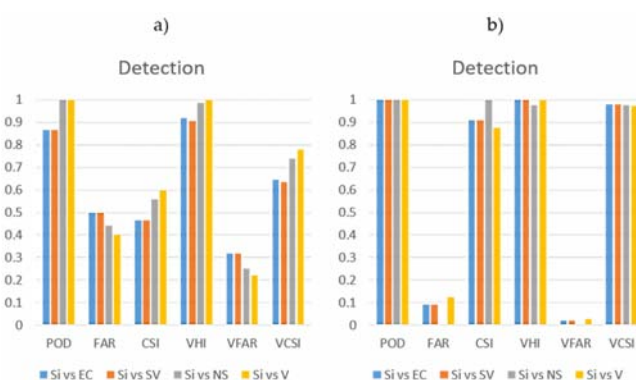 a)
Detection
1
0.9
0.8
0.7
0.6
0.5
0.4
0.3
0.2
0.1
0
POD FAR CSI VHI VFAR VCSI
Si vs EC Si vs SV Si vs NS Si vs V
b)
Detection
1
0.9
0.8
0.7
0.6
0.5
0.4
0.3
0.2
0.1
0
POD FAR CSI VHI VFAR VCSI
Si vs EC Si vs SV Si vs NS Si vs V